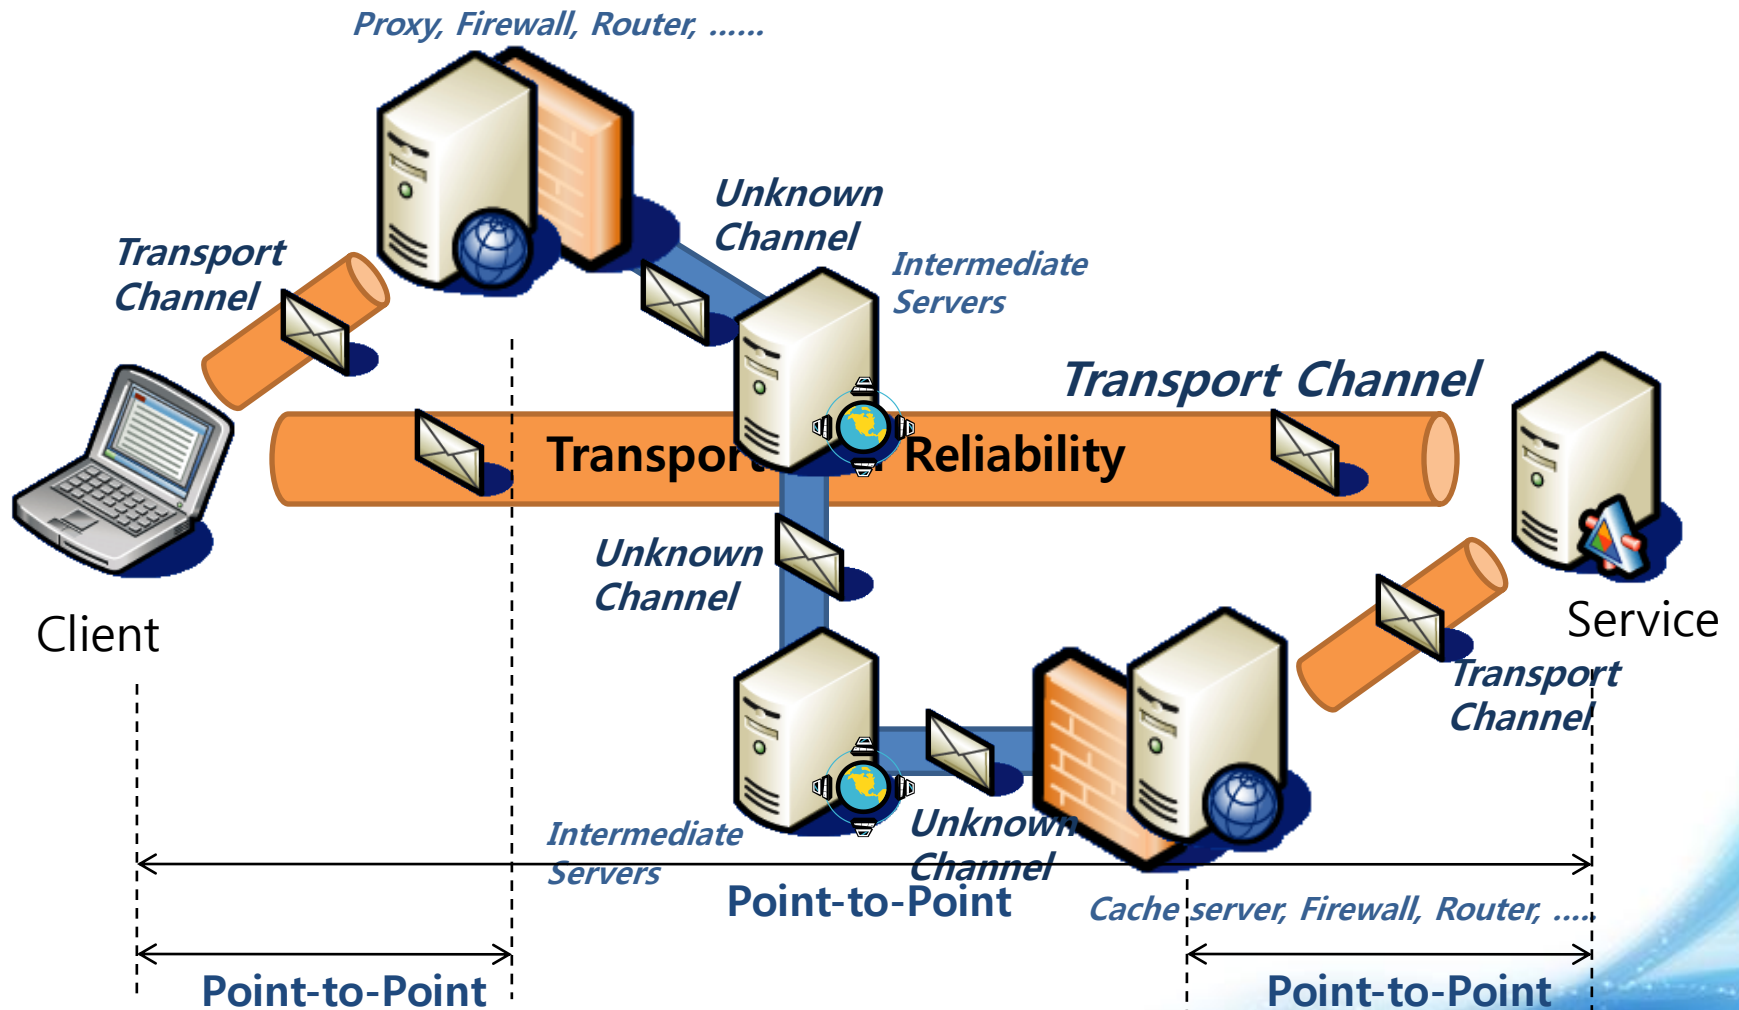 Proxy, Firewall, Router, ......
Unknown
Channel
Transport
Channel
Intermediate
Servers
Transport Channel
Transport
Reliability
Unknown
Channel
Client
Service
Transport
Channel
Unknown
Channel
Intermediate
Servers
Point-to-Point
Cache server, Firewall, Router, .....
Point-to-Point
Point-to-Point